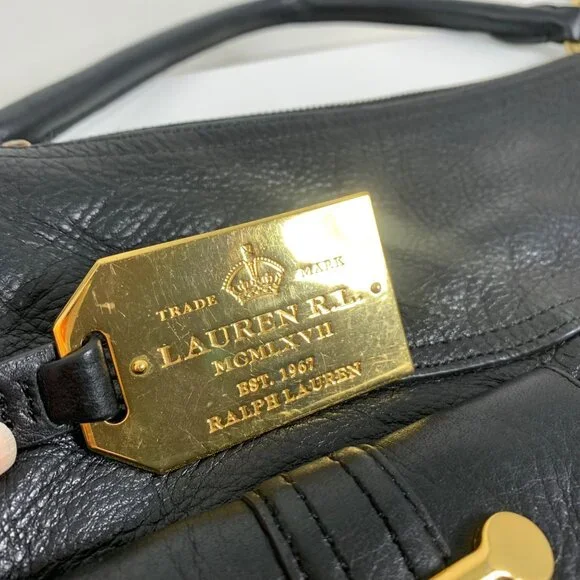 TRADE MARK
LAUREN R.L.
MCMLXVII
EST. 1967
RALPH LAUREN